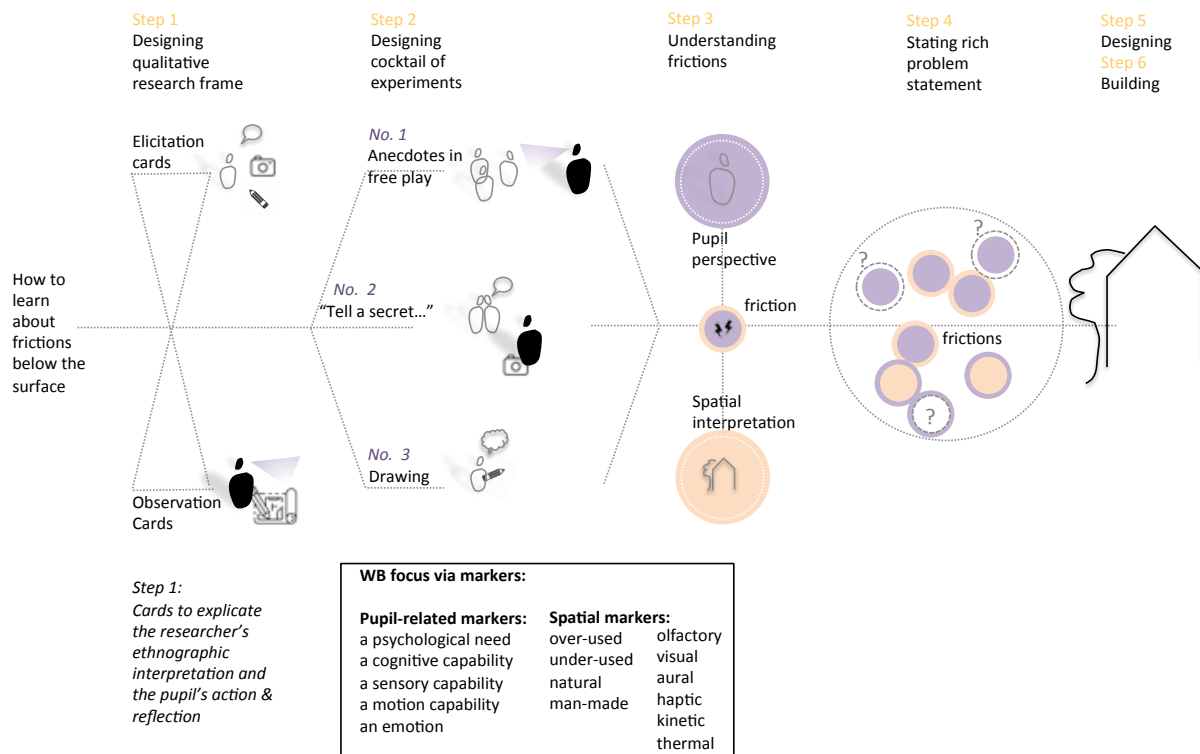 Step 1
Designing
qualitative
research frame
Step 2
Designing
cocktail of
experiments
Step 3
Understanding
frictions
Step 4
Stating rich
problem
statement
Step 5
Designing
Step 6
Building
Elicitation
cards
No. 1
Anecdotes in
free play
Pupil
perspective
How to
learn
about
frictions
below the
surface
No. 2
“Tell a secret…”
friction
?
?
frictions
?
Spatial
interpretation
No. 3
Drawing
Observation
Cards
Step 1:
Cards to explicate
the researcher’s
ethnographic
interpretation and
the pupil’s action &
reflection
WB focus via markers:
Pupil-related markers:
a psychological need
a cognitive capability
a sensory capability
a motion capability
an emotion
Spatial markers:
over-used
under-used
natural
man-made
olfactory
visual
aural
haptic
kinetic
thermal